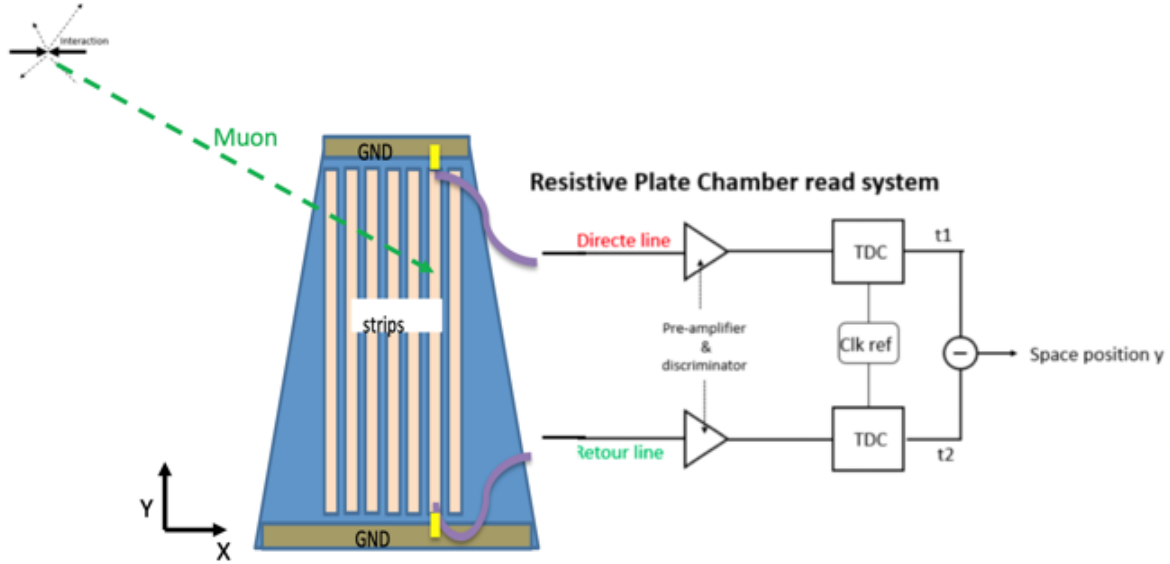 Interaction
Muon
GND
Resistive Plate Chamber read system
Directe line
TDC
t1
strips
Pre-amplifier
&
discriminator
Clk ref
Space position y
Retour line
TDC
t2
Y
X
GND